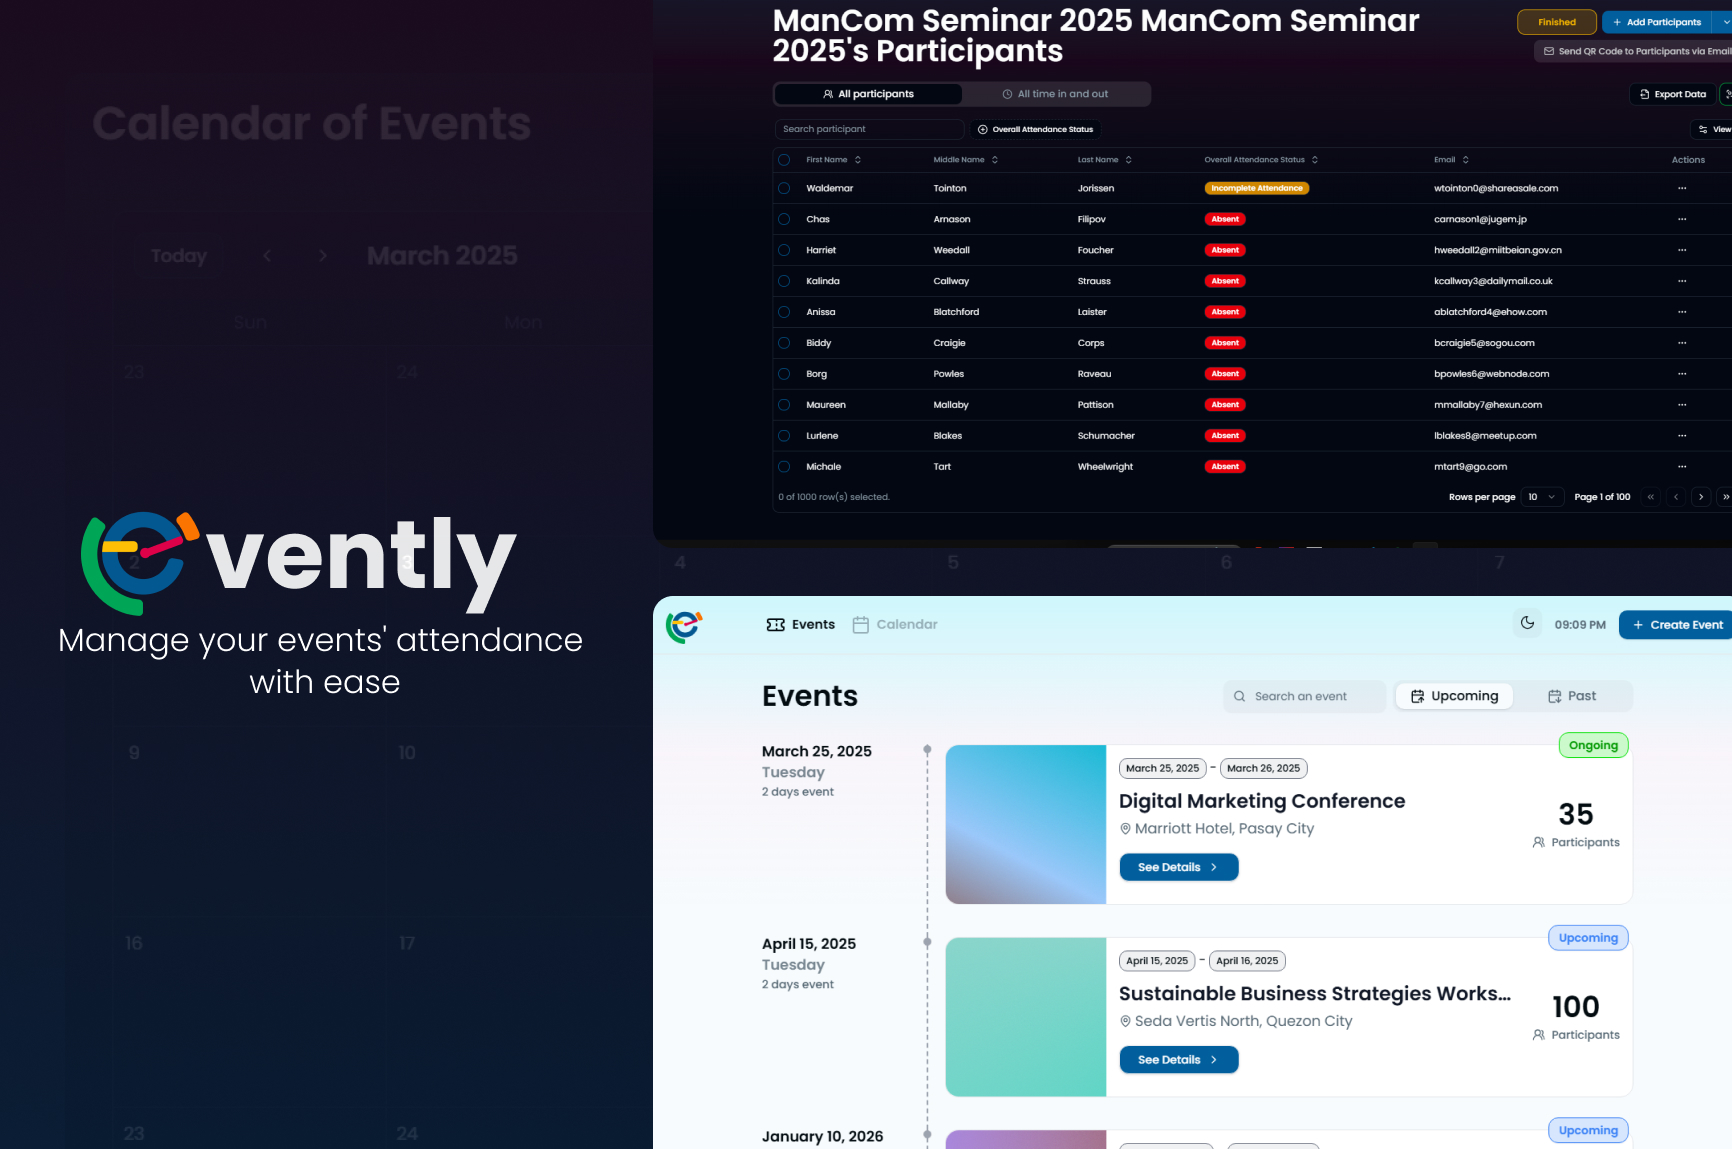 Calendar of Events
Today
March 2025
Sun
Mon
23
24
2
3
4
5
6
7
9
10
16
17
23
24
evently
Manage your events' attendance
with ease
ManCom Seminar 2025 ManCom Seminar
2025's Participants
Finished
+ Add Participants
Send QR Code to Participants via Email
All participants
All time in and out
Export Data
Search participant
Overall Attendance Status
View
First Name Middle Name Last Name Overall Attendance Status Email Actions
Waldemar Tointon Jorissen Incomplete Attendance wtointon0@shareasale.com ...
Chas Arnason Filipov Absent carnason1@jugem.jp ...
Harriet Weedall Foucher Absent hweedall2@miitbeian.gov.cn ...
Kalinda Callway Strauss Absent kcallway3@dailymail.co.uk ...
Anissa Blatchford Laister Absent ablatchford4@ehow.com ...
Biddy Craigie Corps Absent bcraigie5@sogou.com ...
Borg Powles Raveau Absent bpowles6@webnode.com ...
Maureen Mallaby Pattison Absent mmallaby7@hexun.com ...
Lurlene Blakes Schumacher Absent lblakes8@meetup.com ...
Michale Tart Wheelwright Absent mtart9@go.com ...
0 of 1000 row(s) selected.
Rows per page 10
Page 1 of 100
Events
Calendar
09:09 PM
+ Create Event
Events
Search an event
Upcoming
Past
March 25, 2025
Tuesday
2 days event
Ongoing
March 25, 2025 - March 26, 2025
Digital Marketing Conference
Marriott Hotel, Pasay City
See Details
35
Participants
April 15, 2025
Tuesday
2 days event
Upcoming
April 15, 2025 - April 16, 2025
Sustainable Business Strategies Works...
Seda Vertis North, Quezon City
See Details
100
Participants
January 10, 2026
Upcoming